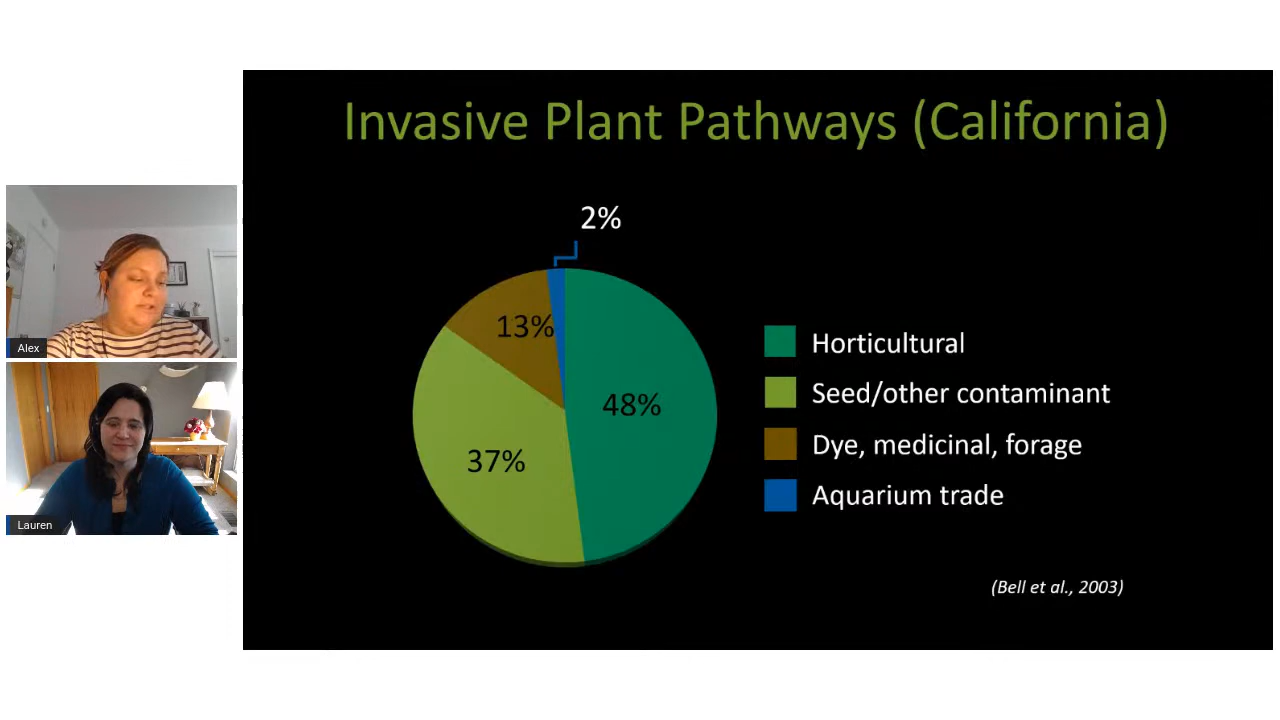 Invasive Plant Pathways (California)
2%
13%
48%
37%
Horticultural
Seed/other contaminant
Dye, medicinal, forage
Aquarium trade
(Bell et al., 2003)
Alex
Lauren